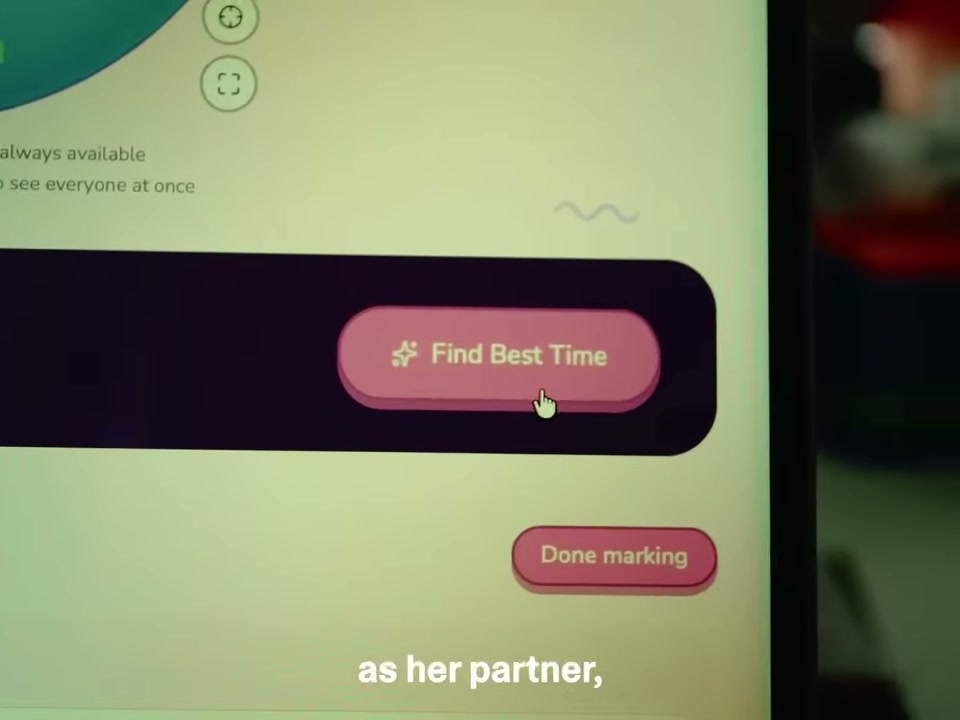 always available
see everyone at once
Find Best Time
Done marking
as her partner,